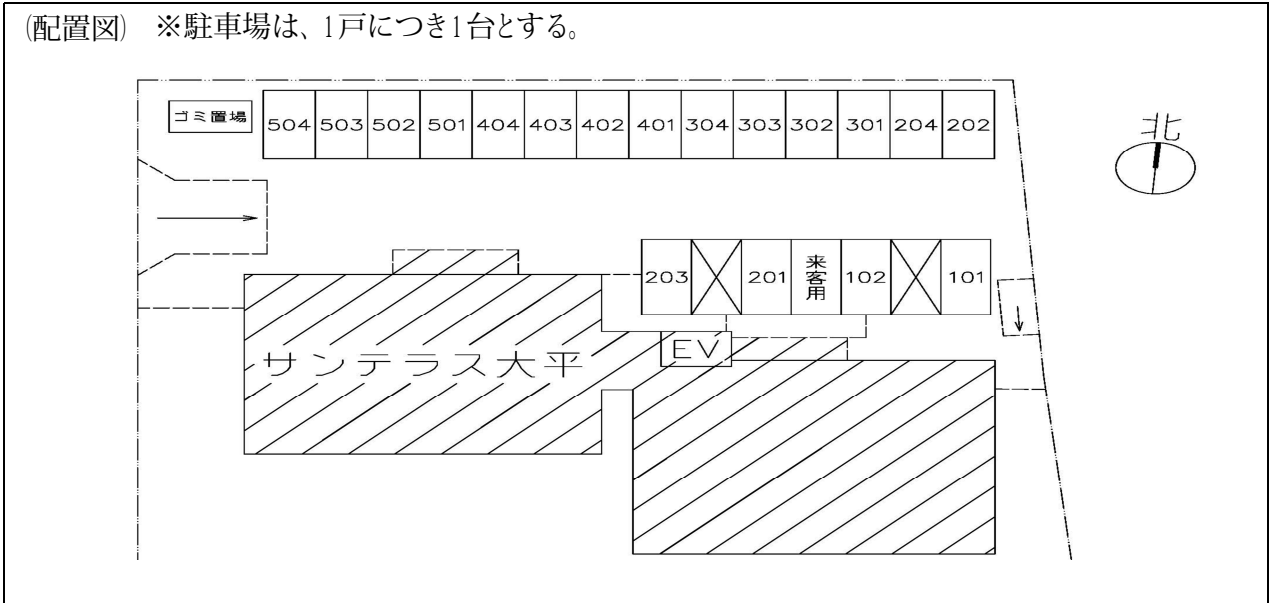 (配置図) ※駐車場は、1戸につき1台とする。
ゴミ置場 504 503 502 501 404 403 402 401 304 303 302 301 204 202
北
203 201 来客用 102 101
EV
サンテラス大平